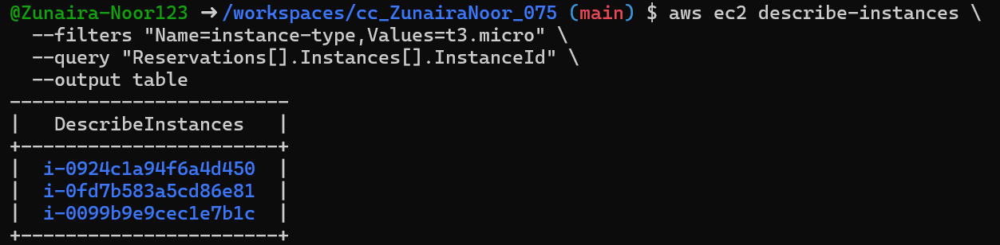 @Zunaira-Noor123 ➜/workspaces/cc_ZunairaNoor_075 (main) $ aws ec2 describe-instances \
  --filters "Name=instance-type,Values=t3.micro" \
  --query "Reservations[].Instances[].InstanceId" \
  --output table
-------------------------
|   DescribeInstances   |
+-----------------------+
|  i-0924c1a94f6a4d450  |
|  i-0fd7b583a5cd86e81  |
|  i-0099b9e9cec1e7b1c  |
+-----------------------+